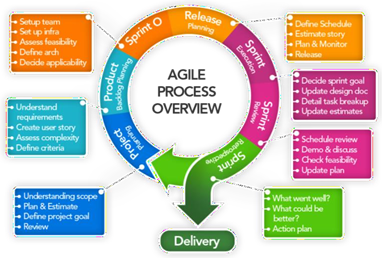 Setup team
Set up infra
Assess feasibility
Define arch
Decide applicability
Sprint O
Release
Planning
Define Schedule
Estimate story
Plan & Monitor
Release
Sprint
Execution
Decide sprint goal
Update design doc
Detail task breakup
Update estimates
Sprint
Review
Schedule review
Demo & discuss
Check feasibility
Update plan
Sprint
Retrospective
What went well?
What could be
better?
Action plan
AGILE
PROCESS
OVERVIEW
Product
Backlog Planning
Understand
requirements
Create user story
Assess complexity
Define criteria
Project
Planning
Understanding scope
Plan & Estimate
Define project goal
Review
Delivery